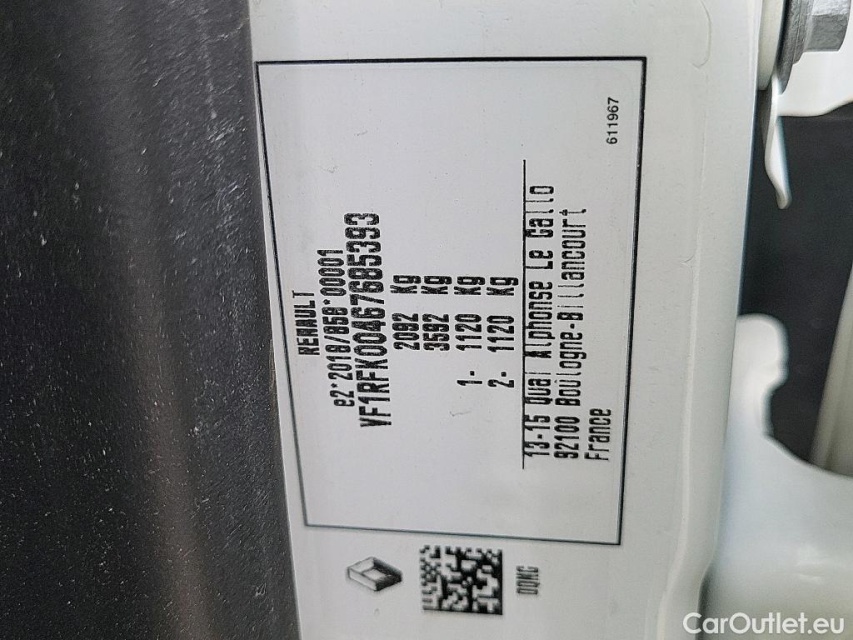 RENAULT
e2*2018/858*00001
VF1RFK00467685393
2092 Kg
3592 Kg
1- 1120 Kg
2- 1120 Kg
13-15 Quai Alphonse Le Gallo
92100 Boulogne-Billancourt
France
611967
DDMC
CarOutlet.eu